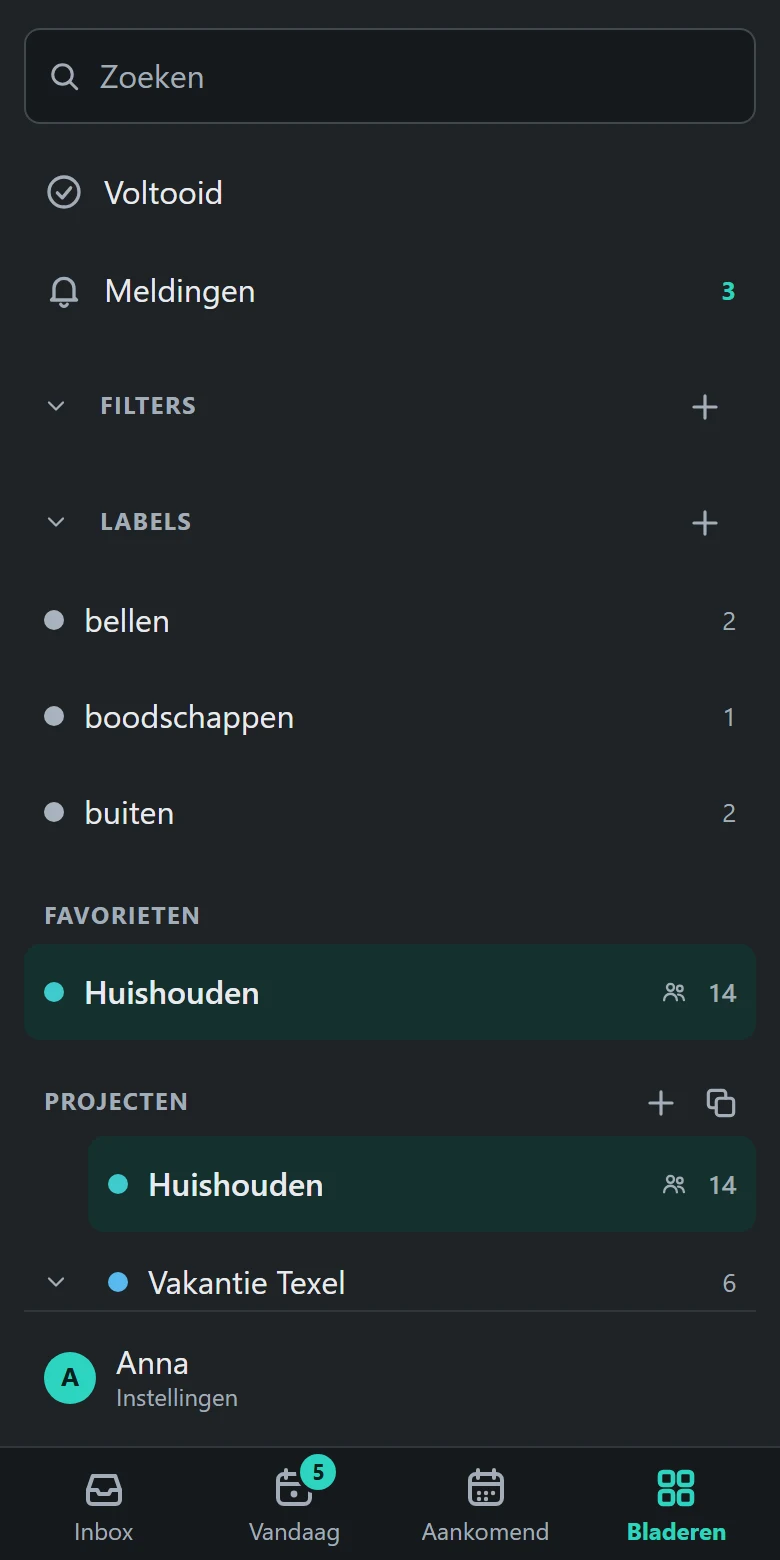 Zoeken
Voltooid
Meldingen 3
FILTERS
LABELS
bellen 2
boodschappen 1
buiten 2
FAVORIETEN
Huishouden 14
PROJECTEN
Huishouden 14
Vakantie Texel 6
A Anna
Instellingen
5
Inbox Vandaag Aankomend Bladeren